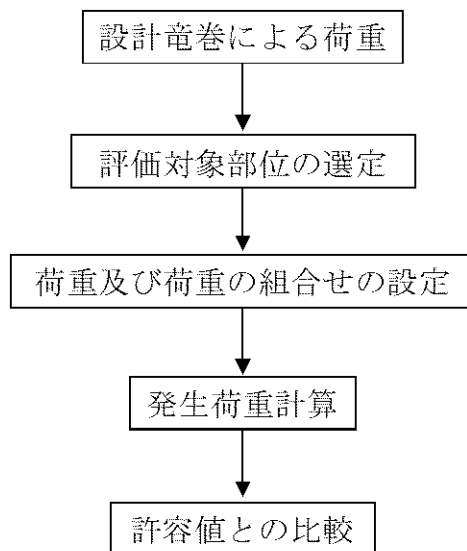 設計竜巻による荷重
評価対象部位の選定
荷重及び荷重の組合せの設定
発生荷重計算
許容値との比較